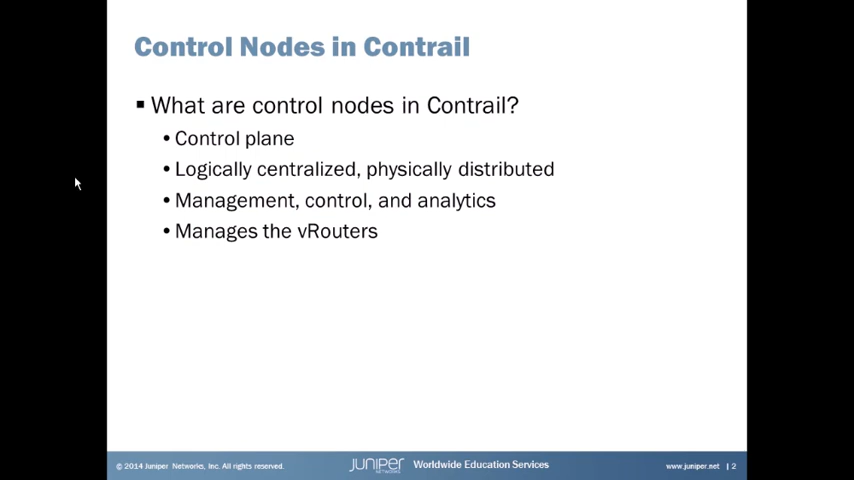 Control Nodes in Contrail
▪ What are control nodes in Contrail?
• Control plane
• Logically centralized, physically distributed
• Management, control, and analytics
• Manages the vRouters
© 2014 Juniper Networks, Inc. All rights reserved.
JUNIPER
NETWORKS
Worldwide Education Services
www.juniper.net | 2